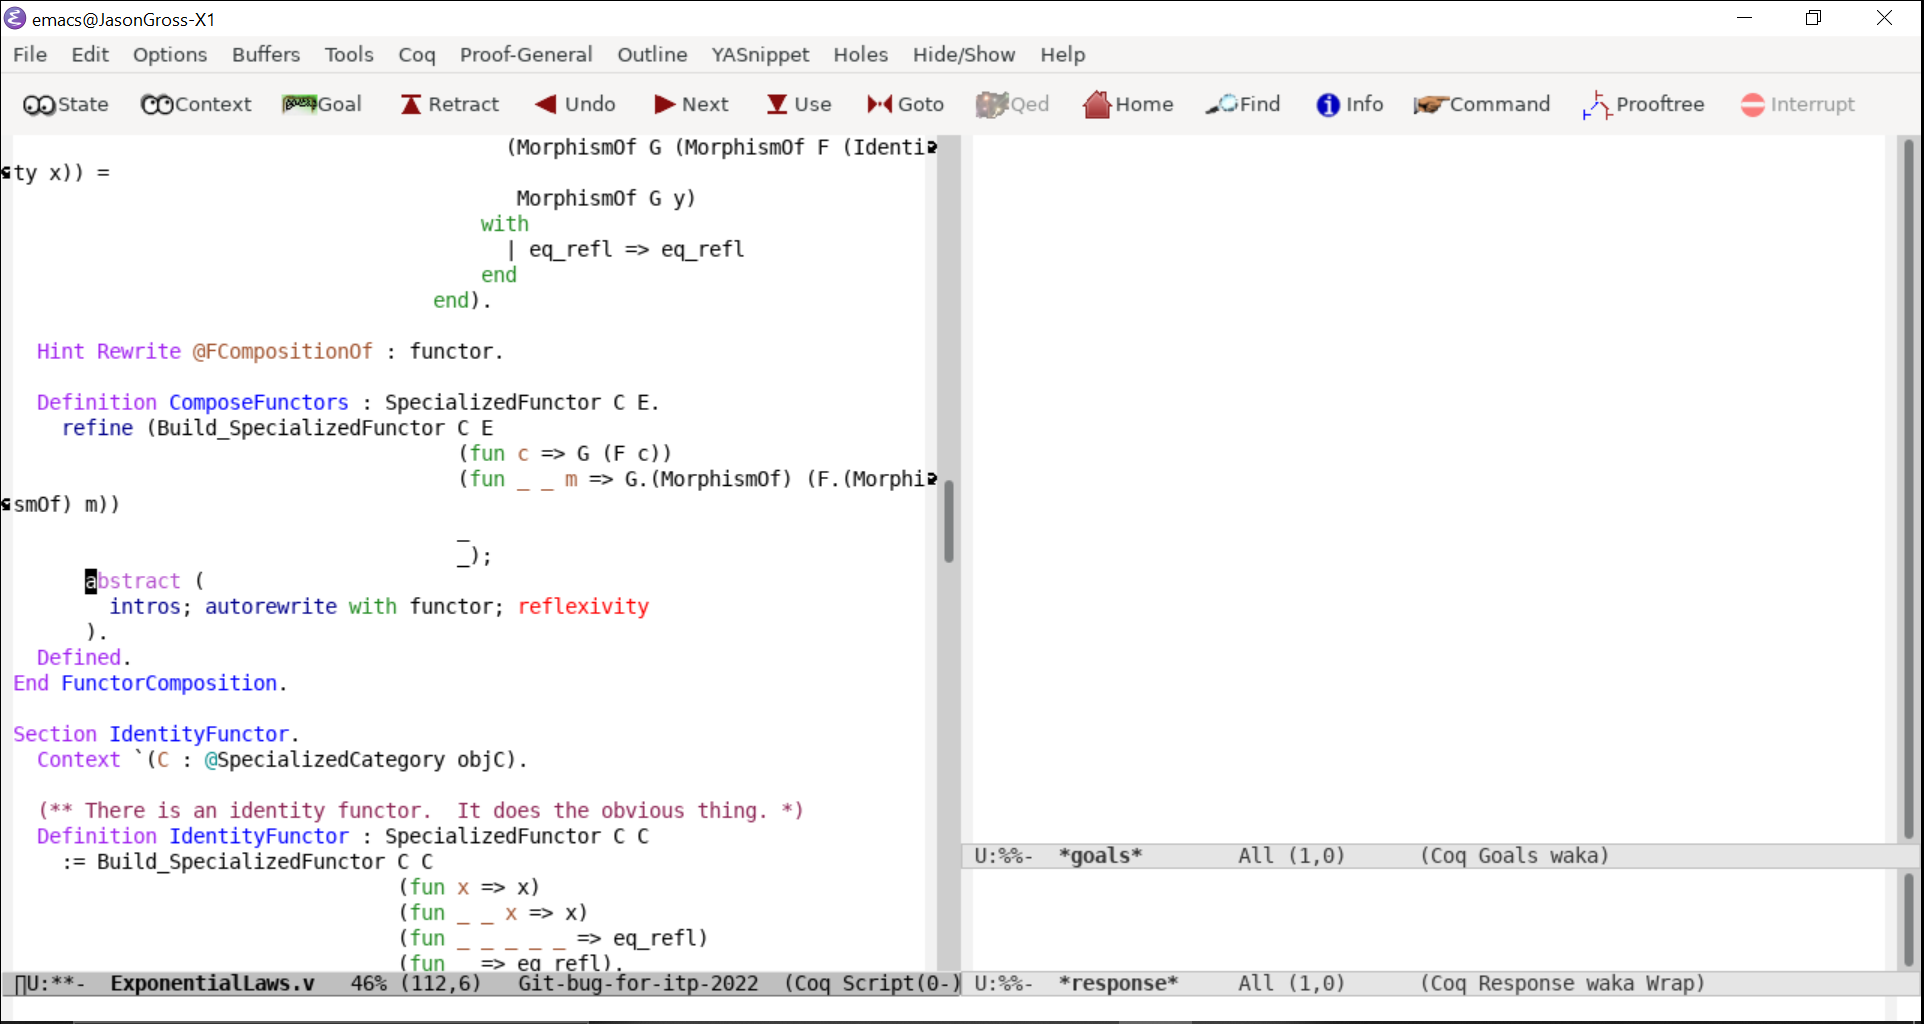 emacs@JasonGross-X1
File Edit Options Buffers Tools Coq Proof-General Outline YASnippet Holes Hide/Show Help
State Context Goal Retract Undo Next Use Goto Qed Home Find Info Command Prooftree Interrupt
(MorphismOf G (MorphismOf F (Identi
ty x)) =
MorphismOf G y)
with
| eq_refl => eq_refl
end
end).
Hint Rewrite @FCompositionOf : functor.
Definition ComposeFunctors : SpecializedFunctor C E.
refine (Build_SpecializedFunctor C E
(fun c => G (F c))
(fun _ _ m => G.(MorphismOf) (F.(Morphi
smOf) m))
_
_);
abstract (
intros; autorewrite with functor; reflexivity
).
Defined.
End FunctorComposition.
Section IdentityFunctor.
Context `(C : @SpecializedCategory objC).
(** There is an identity functor.  It does the obvious thing. *)
Definition IdentityFunctor : SpecializedFunctor C C
:= Build_SpecializedFunctor C C
(fun x => x)
(fun _ _ x => x)
(fun _ _ _ _ _ => eq_refl)
(fun _ => eq_refl).
U:**-  ExponentialLaws.v   46% (112,6)   Git-bug-for-itp-2022  (Coq Script(0-)
U:%%-  *goals*        All (1,0)      (Coq Goals waka)
U:%%-  *response*     All (1,0)      (Coq Response waka Wrap)